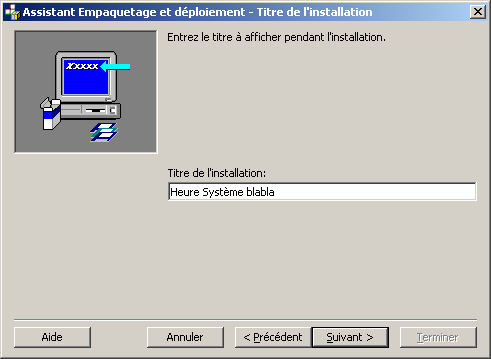 Assistant Empaquetage et déploiement - Titre de l'installation
Entrez le titre à afficher pendant l'installation.
Xxxxx
Titre de l'installation:
Heure Système blabla
Aide
Annuler
< Précédent
Suivant >
Terminer